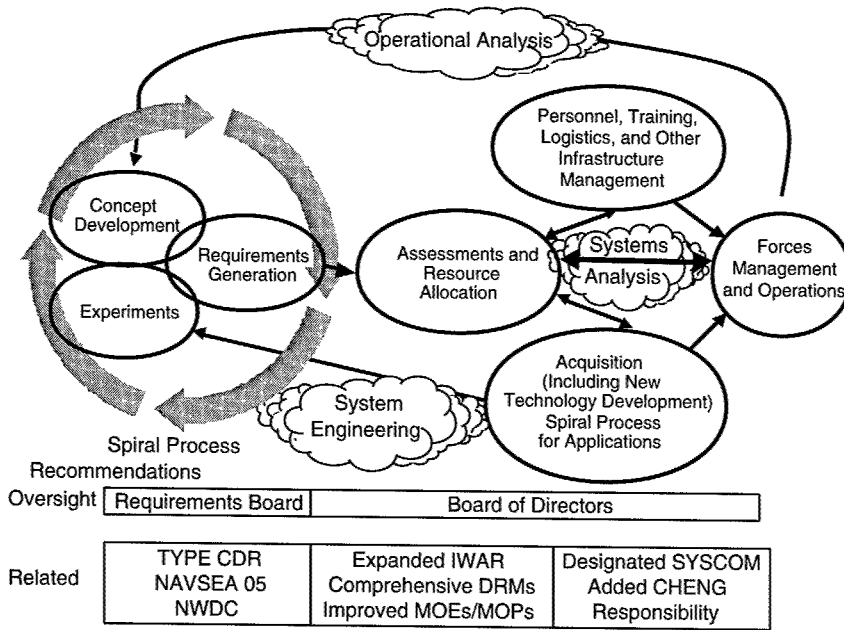 Operational Analysis
Personnel, Training,
Logistics, and Other
Infrastructure
Management
Concept
Development
Requirements
Generation
Experiments
Assessments and
Resource
Allocation
Systems
Analysis
Forces
Management
and Operations
Acquisition
(Including New
Technology Development)
Spiral Process
for Applications
System
Engineering
Spiral Process
Recommendations
Oversight
Requirements Board
Board of Directors
Related
TYPE CDR
NAVSEA 05
NWDC
Expanded IWAR
Comprehensive DRMs
Improved MOEs/MOPs
Designated SYSCOM
Added CHENG
Responsibility